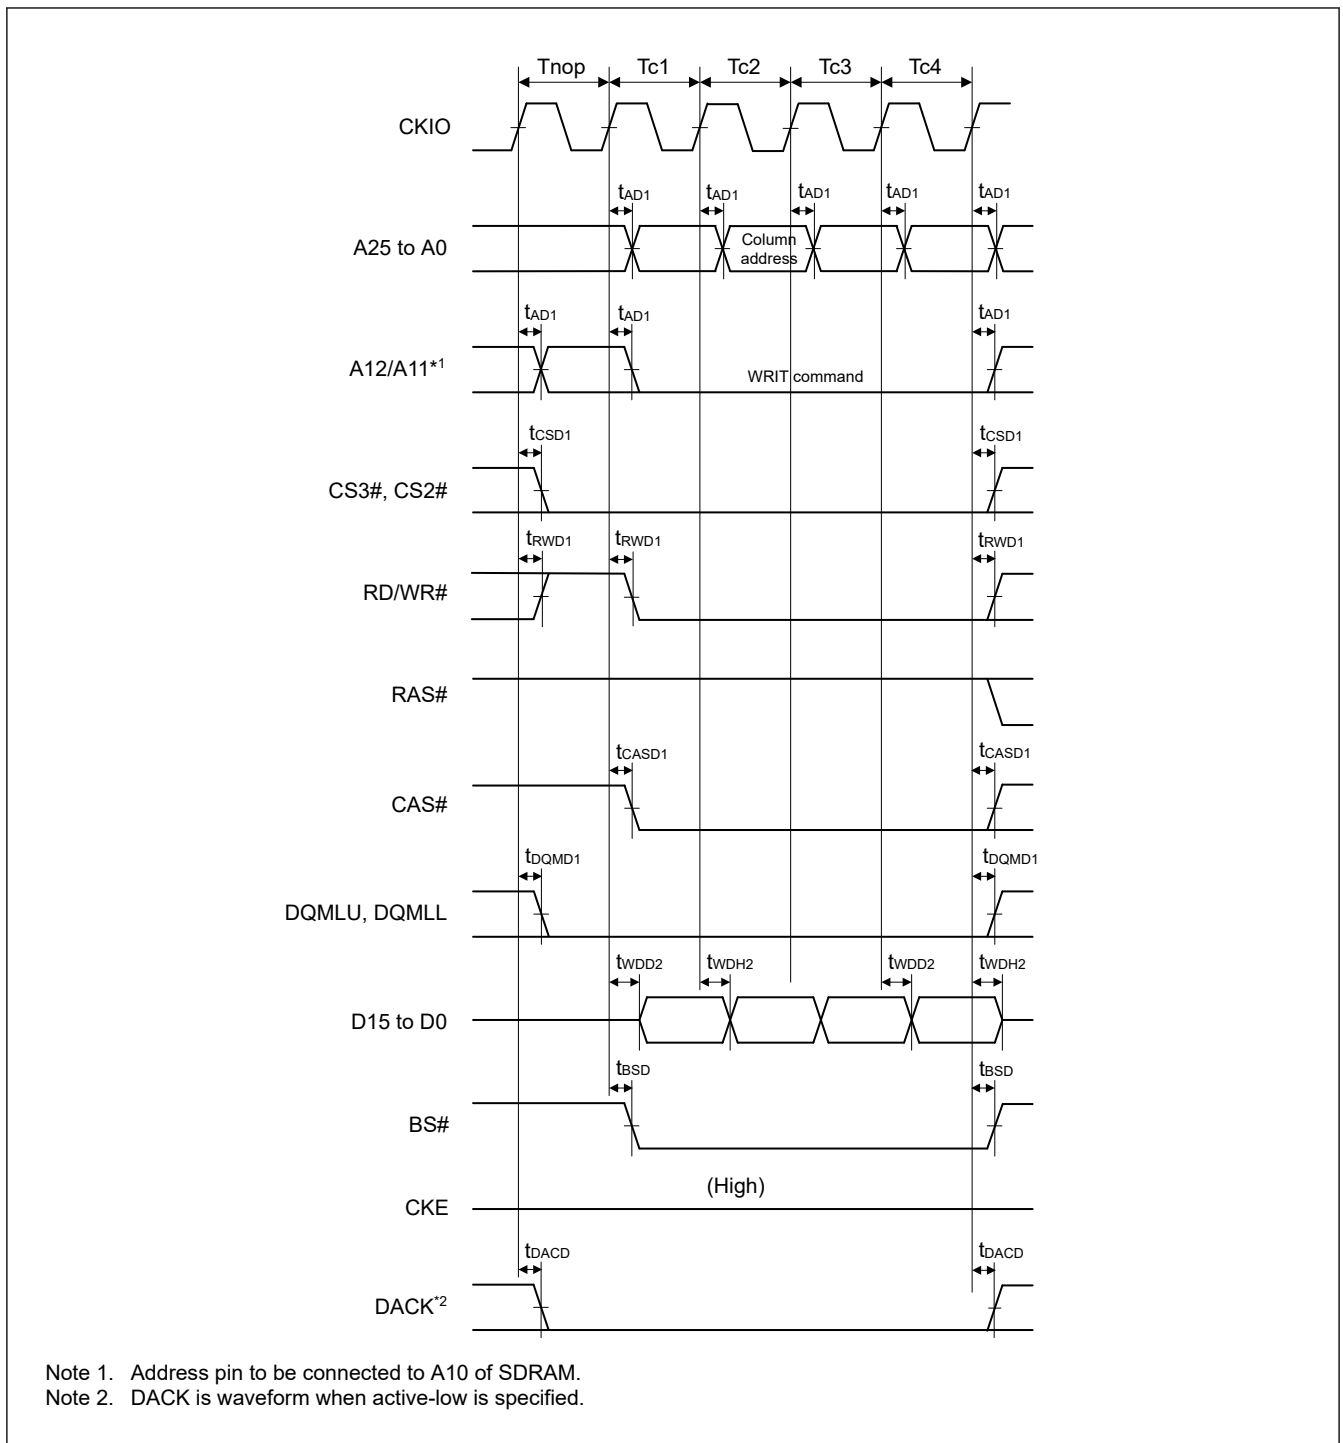 Tnop Tc1 Tc2 Tc3 Tc4
CKIO
tAD1 tAD1 tAD1 tAD1 tAD1
A25 to A0
Column
address
tAD1 tAD1 tAD1
A12/A11*1
WRIT command
tCSD1 tCSD1
CS3#, CS2#
tRWD1 tRWD1 tRWD1
RD/WR#
RAS#
tCASD1 tCASD1
CAS#
tDQMD1 tDQMD1
DQMLU, DQMLL
tWDD2 tWDH2 tWDD2 tWDH2
D15 to D0
tBSD tBSD
BS#
(High)
CKE
tDACD tDACD
DACK*2
Note 1. Address pin to be connected to A10 of SDRAM.
Note 2. DACK is waveform when active-low is specified.